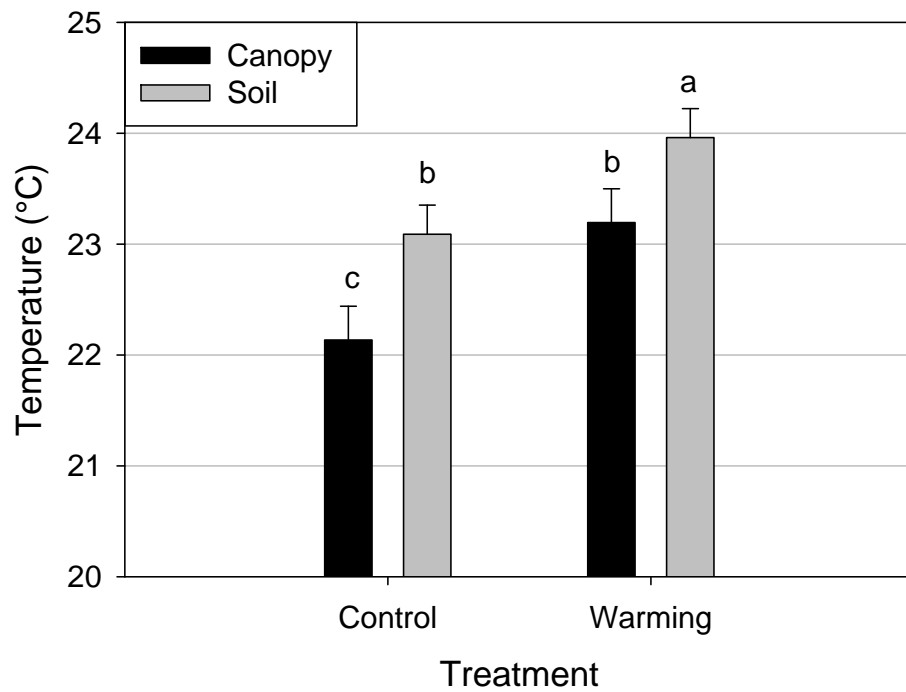 Canopy
Soil
25
24
23
22
21
20
Temperature (°C)
c
b
b
a
Control
Warming
Treatment